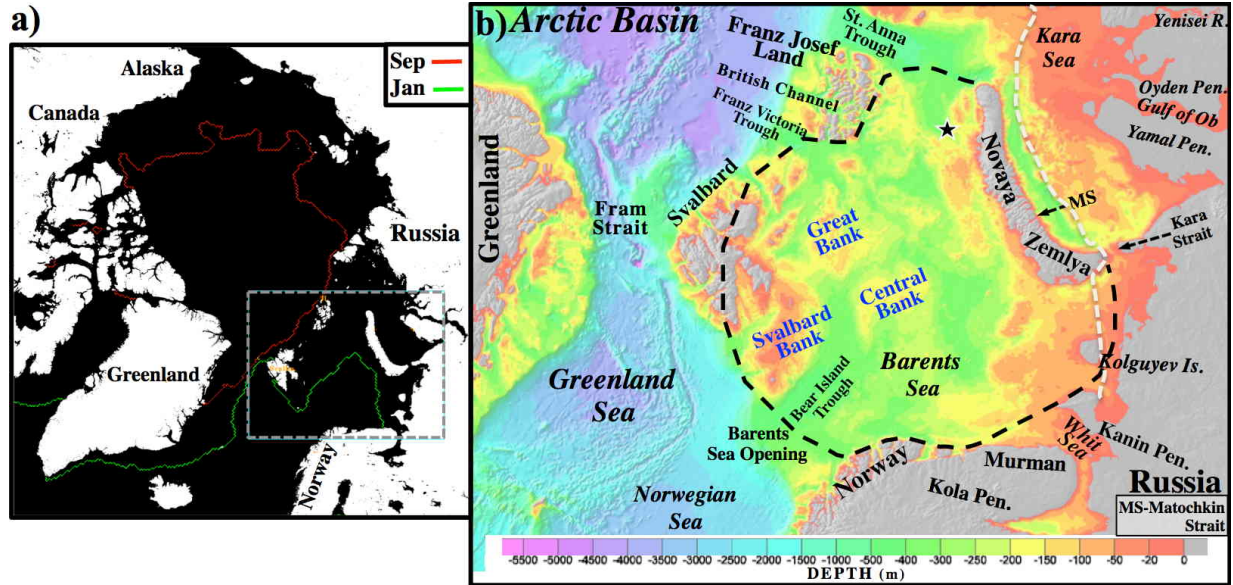 a)
Alaska
Canada
Sep
Jan
Russia
Greenland
Norway
b)
Arctic Basin
St. Anna
Trough
Franz Josef
Land
Kara
Sea
Yenisei R.
British Channel
Oyden Pen.
Gulf of Ob
Franz Victoria
Trough
Yamal Pen.
Greenland
Svalbard
Novaya
Zemlya
MS
Fram
Strait
Great
Bank
Kara
Strait
Central
Bank
Svalbard
Bank
Greenland
Sea
Barents
Sea
Kolguyev Is.
Bear Island
Trough
Barents
Sea Opening
Whit
Sea
Kanin Pen.
Norway
Murman
Kola Pen.
Russia
Norwegian
Sea
MS-Matochkin
Strait
-5500 -5000 -4500 -4000 -3500 -3000 -2500 -2000 -1500 -1000 -500 -400 -350 -300 -250 -200 -150 -100 -50 -20 0
DEPTH (m)